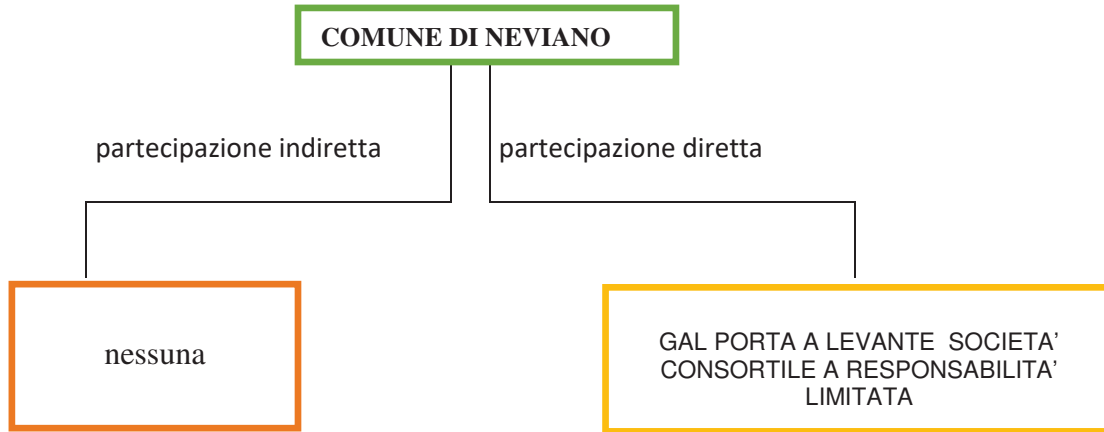 COMUNE DI NEVIANO
partecipazione indiretta
partecipazione diretta
nessuna
GAL PORTA A LEVANTE SOCIETA’
CONSORTILE A RESPONSABILITA’
LIMITATA